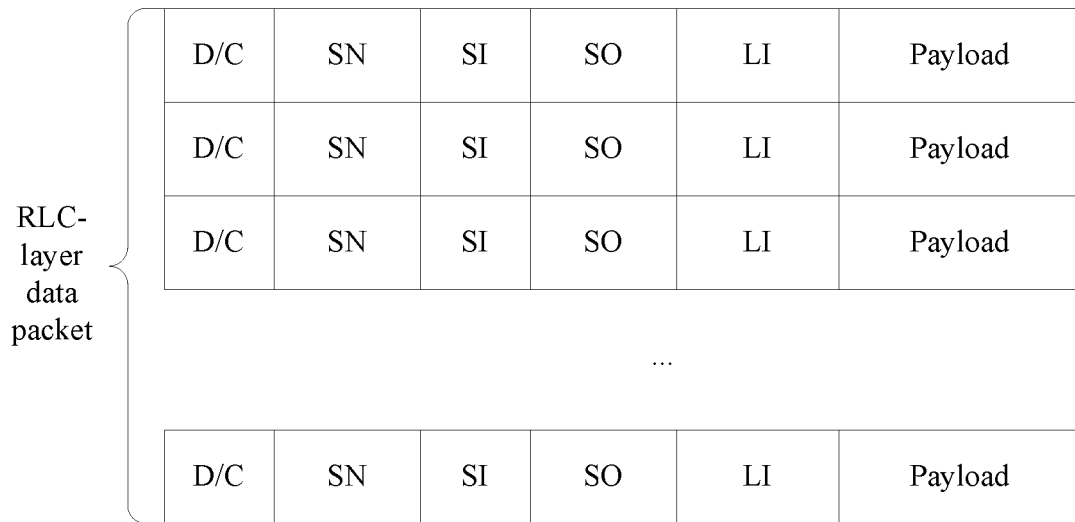 D/C SN SI SO LI Payload
D/C SN SI SO LI Payload
D/C SN SI SO LI Payload
RLC-
layer
data
packet
...
D/C SN SI SO LI Payload